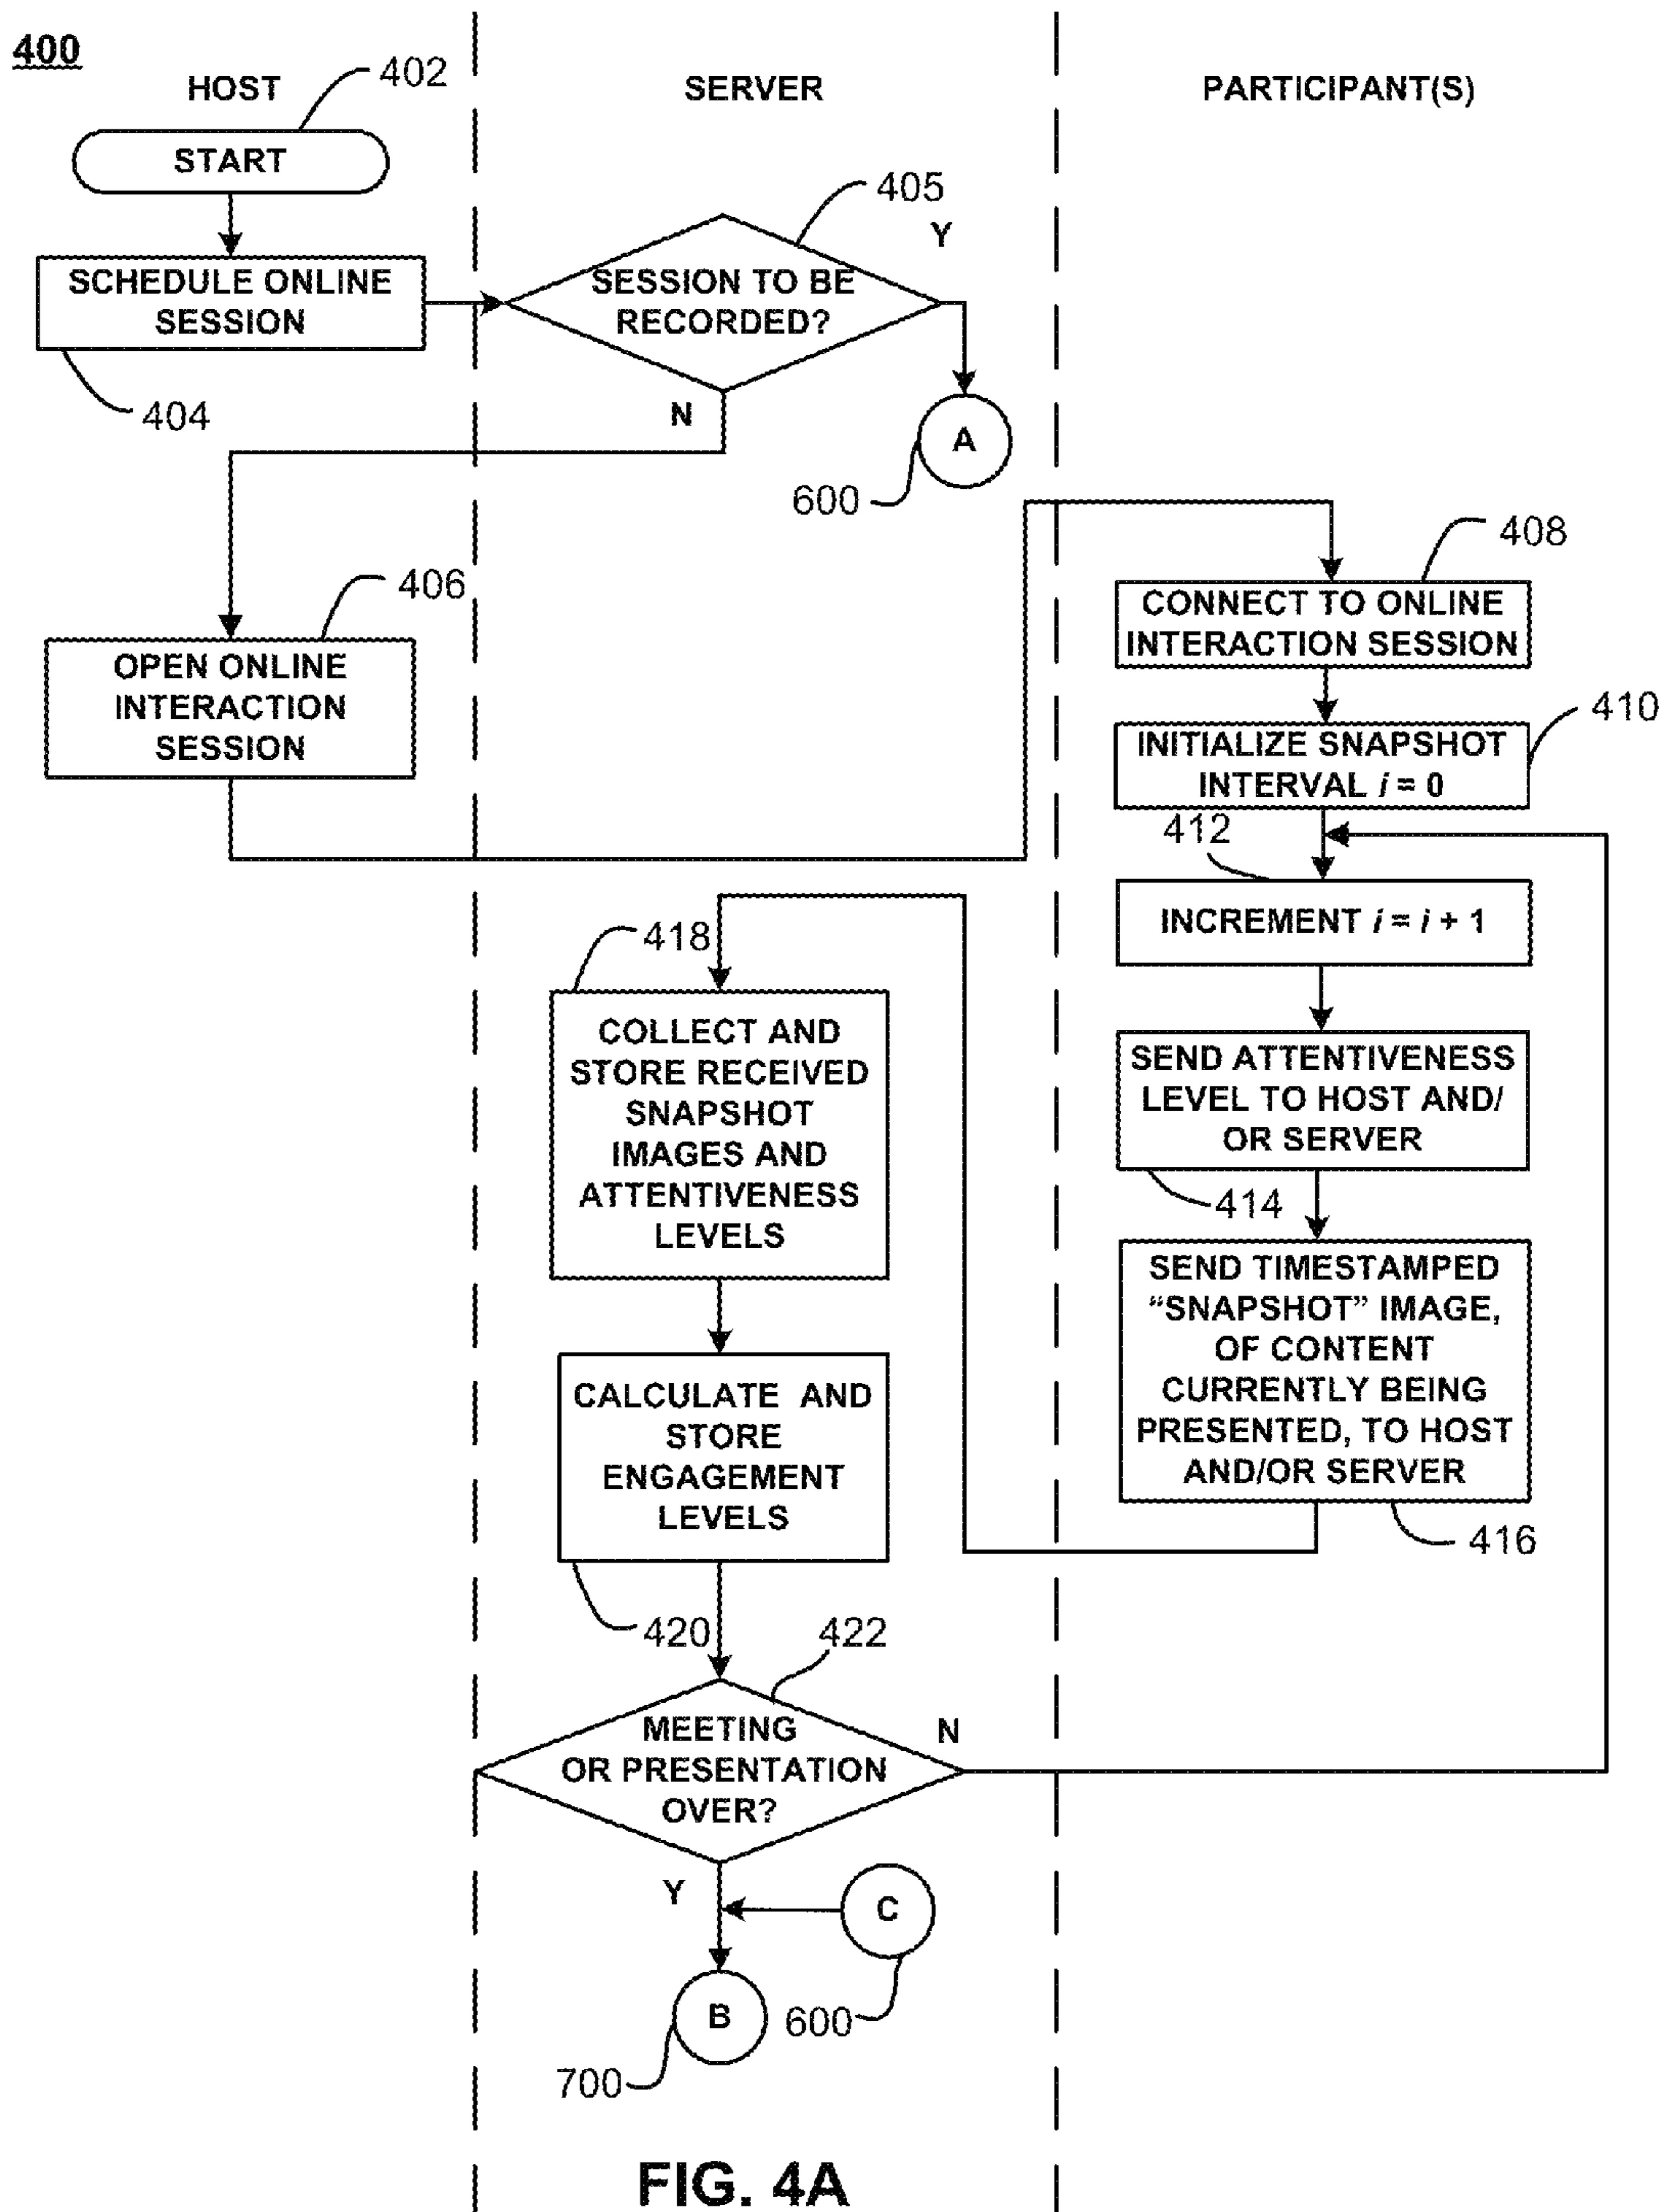 400
HOST
SERVER
PARTICIPANT(S)
402
START
405
Y
SCHEDULE ONLINE
SESSION
SESSION TO BE
RECORDED?
404
N
A
600
408
406
CONNECT TO ONLINE
INTERACTION SESSION
OPEN ONLINE
INTERACTION
SESSION
410
INITIALIZE SNAPSHOT
INTERVAL i = 0
412
INCREMENT i = i + 1
418
COLLECT AND
STORE RECEIVED
SNAPSHOT
IMAGES AND
ATTENTIVENESS
LEVELS
SEND ATTENTIVENESS
LEVEL TO HOST AND/
OR SERVER
414
SEND TIMESTAMPED
“SNAPSHOT” IMAGE,
OF CONTENT
CURRENTLY BEING
PRESENTED, TO HOST
AND/OR SERVER
416
CALCULATE AND
STORE
ENGAGEMENT
LEVELS
420
422
MEETING
OR PRESENTATION
OVER?
N
Y
C
B
600
700
FIG. 4A